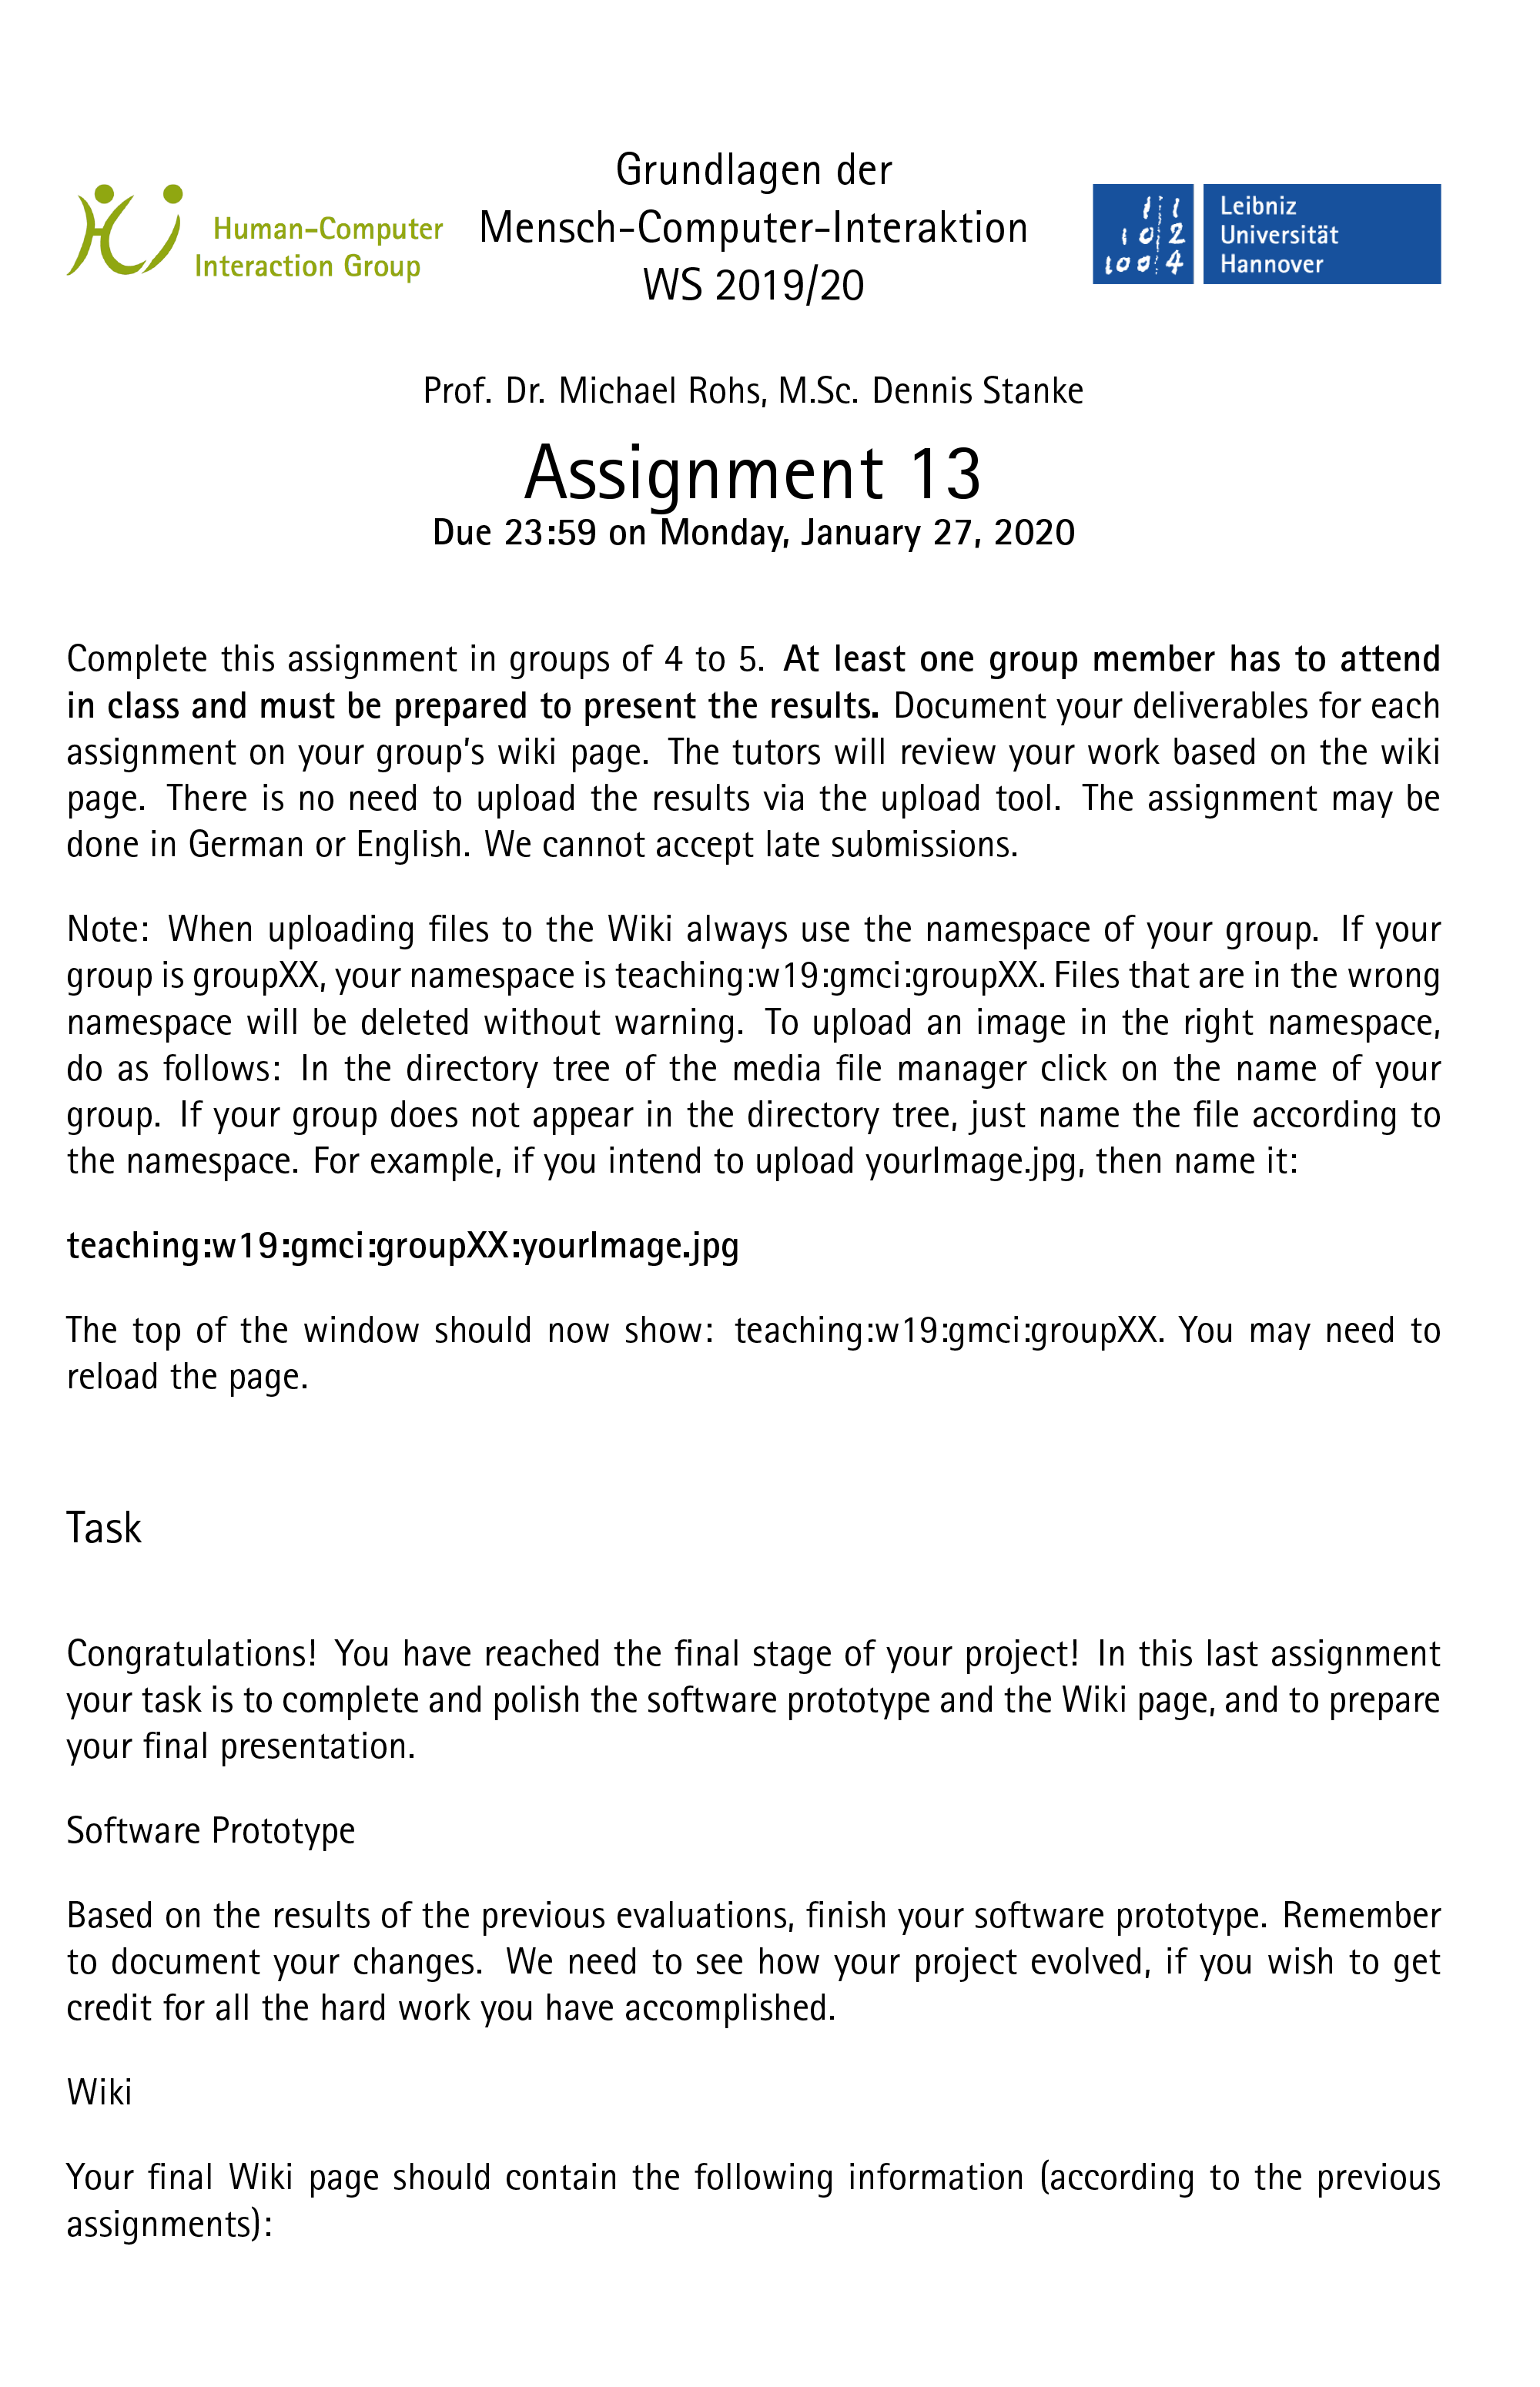 Grundlagen der
Mensch-Computer-Interaktion
WS 2019/20
Human-Computer
Interaction Group
1 1 1
1 0 2
1 0 0 4
Leibniz
Universität
Hannover
Prof. Dr. Michael Rohs, M.Sc. Dennis Stanke
Assignment 13
Due 23:59 on Monday, January 27, 2020
Complete this assignment in groups of 4 to 5. At least one group member has to attend
in class and must be prepared to present the results. Document your deliverables for each
assignment on your group's wiki page. The tutors will review your work based on the wiki
page. There is no need to upload the results via the upload tool. The assignment may be
done in German or English. We cannot accept late submissions.
Note: When uploading files to the Wiki always use the namespace of your group. If your
group is groupXX, your namespace is teaching:w19:gmci:groupXX. Files that are in the wrong
namespace will be deleted without warning. To upload an image in the right namespace,
do as follows: In the directory tree of the media file manager click on the name of your
group. If your group does not appear in the directory tree, just name the file according to
the namespace. For example, if you intend to upload yourImage.jpg, then name it:
teaching:w19:gmci:groupXX:yourImage.jpg
The top of the window should now show: teaching:w19:gmci:groupXX. You may need to
reload the page.
Task
Congratulations! You have reached the final stage of your project! In this last assignment
your task is to complete and polish the software prototype and the Wiki page, and to prepare
your final presentation.
Software Prototype
Based on the results of the previous evaluations, finish your software prototype. Remember
to document your changes. We need to see how your project evolved, if you wish to get
credit for all the hard work you have accomplished.
Wiki
Your final Wiki page should contain the following information (according to the previous
assignments):